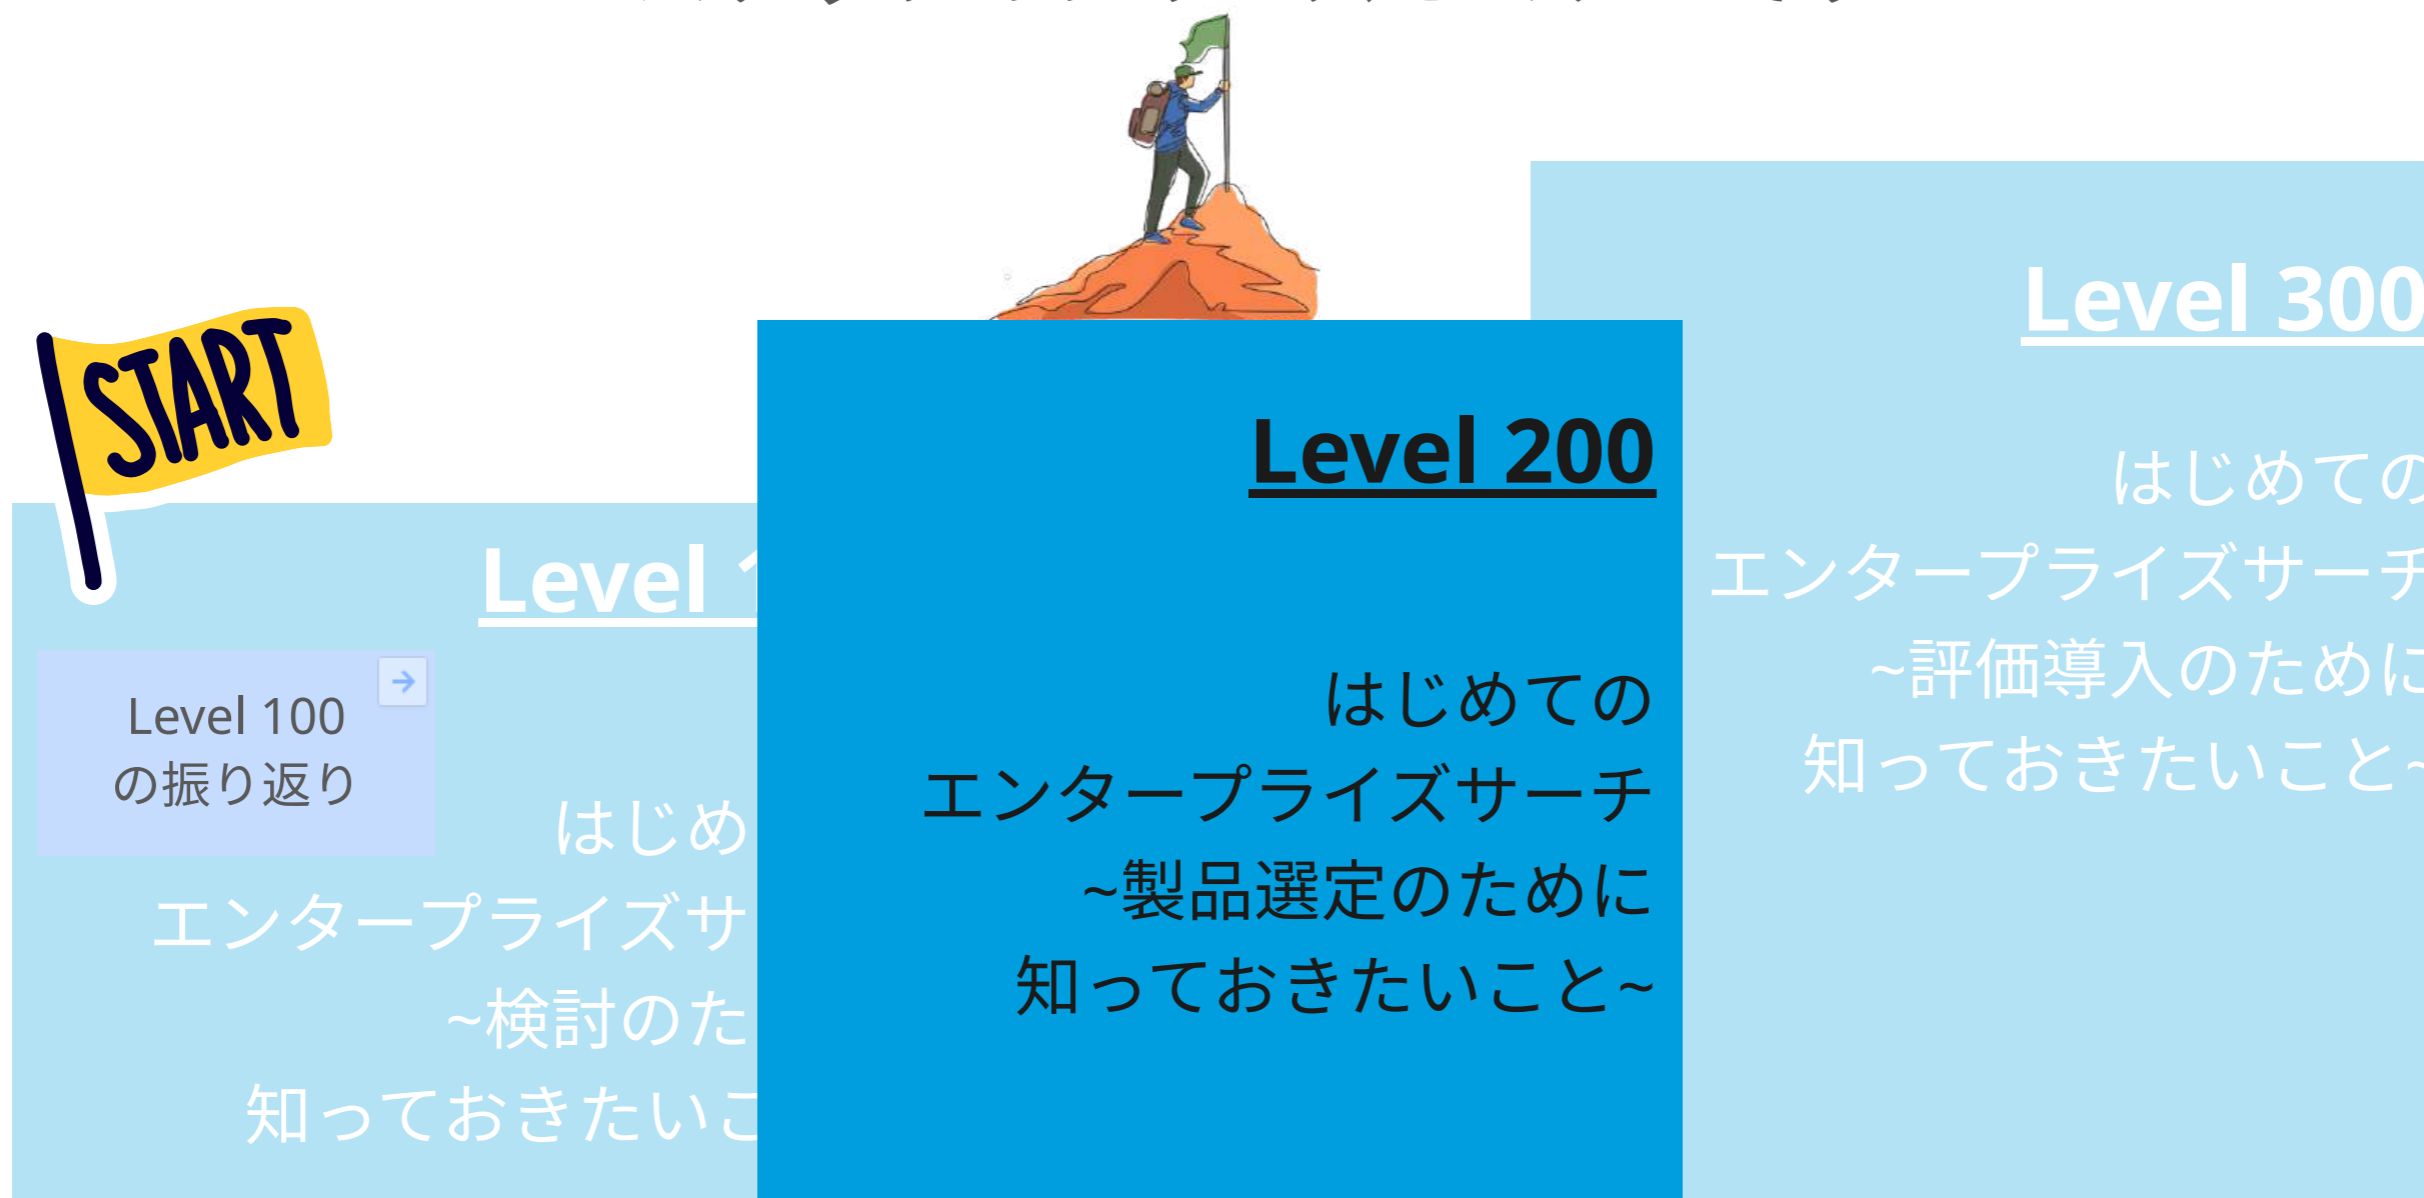 START
Level
Level 100
の振り返り
はじめ
エンタープライズサ
~検討のた
知っておきたいこ
Level 200
はじめての
エンタープライズサーチ
~製品選定のために
知っておきたいこと~
Level 300
はじめての
エンタープライズサーチ
~評価導入のために
知っておきたいこと~